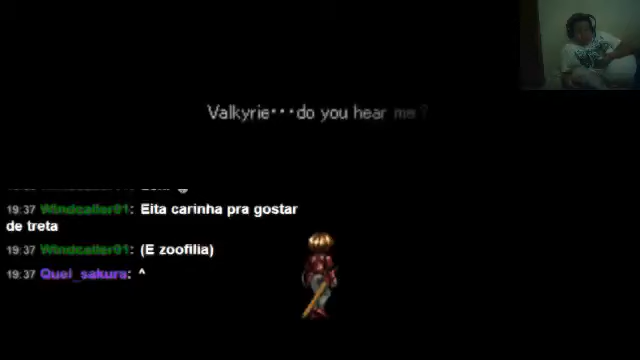 Valkyrie···do you hear me?
19:37 Windcaller01: Eita carinha pra gostar
de treta
19:37 Windcaller01: (E zoofilia)
19:37 Quel_sakura: ^